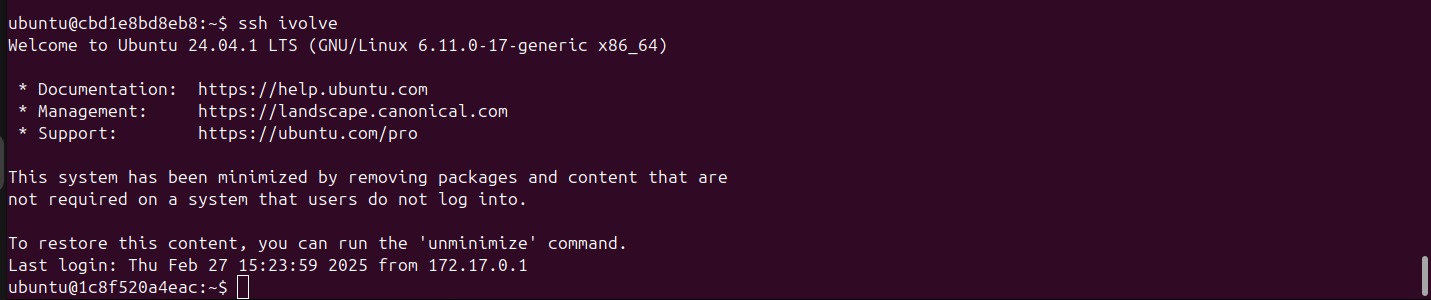 ubuntu@cbd1e8bd8eb8:~$ ssh ivolve
Welcome to Ubuntu 24.04.1 LTS (GNU/Linux 6.11.0-17-generic x86_64)
* Documentation:  https://help.ubuntu.com
* Management:     https://landscape.canonical.com
* Support:        https://ubuntu.com/pro
This system has been minimized by removing packages and content that are
not required on a system that users do not log into.
To restore this content, you can run the 'unminimize' command.
Last login: Thu Feb 27 15:23:59 2025 from 172.17.0.1
ubuntu@1c8f520a4eac:~$